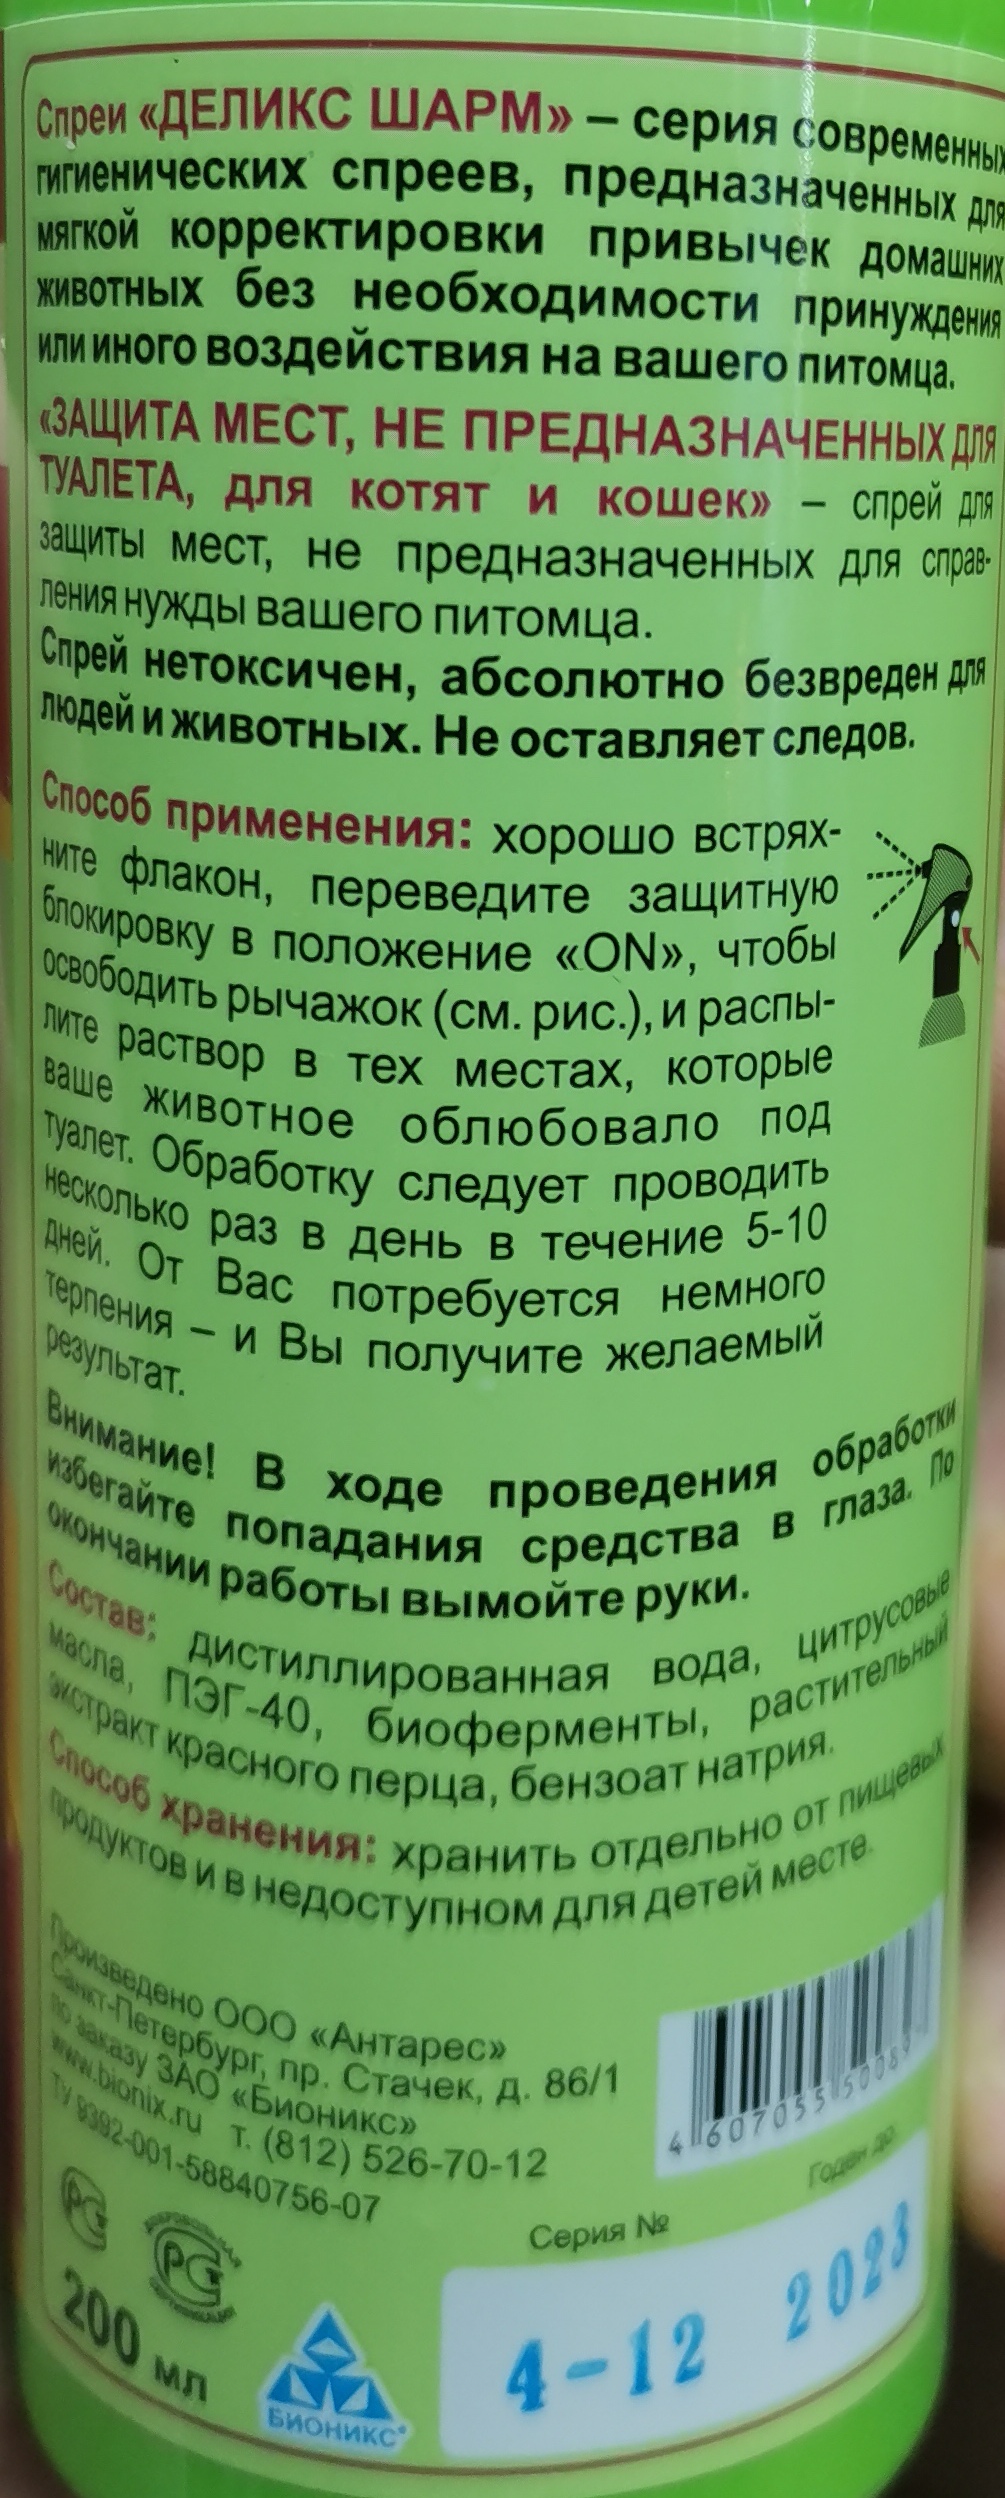 Спреи «ДЕЛИКС ШАРМ» – серия современных
гигиенических спреев, предназначенных для
мягкой корректировки привычек домашних
животных без необходимости принуждения
или иного воздействия на вашего питомца.
«ЗАЩИТА МЕСТ, НЕ ПРЕДНАЗНАЧЕННЫХ ДЛЯ
ТУАЛЕТА, для котят и кошек» – спрей для
защиты мест, не предназначенных для справ-
ления нужды вашего питомца.
Спрей нетоксичен, абсолютно безвреден для
людей и животных. Не оставляет следов.
Способ применения: хорошо встрях-
ните флакон, переведите защитную
блокировку в положение «ON», чтобы
освободить рычажок (см. рис.), и распы-
лите раствор в тех местах, которые
ваше животное облюбовало под
туалет. Обработку следует проводить
несколько раз в день в течение 5-10
дней. От Вас потребуется немного
терпения – и Вы получите желаемый
результат.
Внимание! В ходе проведения обработки
избегайте попадания средства в глаза. По
окончании работы вымойте руки.
Состав: дистиллированная вода, цитрусовые
масла, ПЭГ-40, биоферменты, растительный
экстракт красного перца, бензоат натрия.
Способ хранения: хранить отдельно от пищевых
продуктов и в недоступном для детей месте.
Произведено ООО «Антарес»
Санкт-Петербург, пр. Стачек, д. 86/1
по заказу ЗАО «Бионикс»
www.bionix.ru т. (812) 526-70-12
ТУ 9392-001-58840756-07
Серия № Годен до:
4-12 2023
200 мл
БИОНИКС